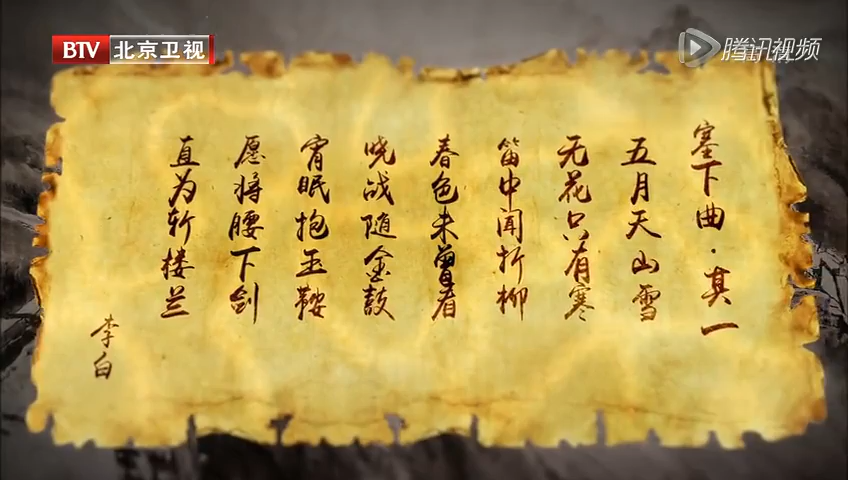 BTV 北京卫视
腾讯视频
塞下曲·其一
五月天山雪
无花只有寒
笛中闻折柳
春色未曾看
晓战随金鼓
宵眠抱玉鞍
愿将腰下剑
直为斩楼兰
李白